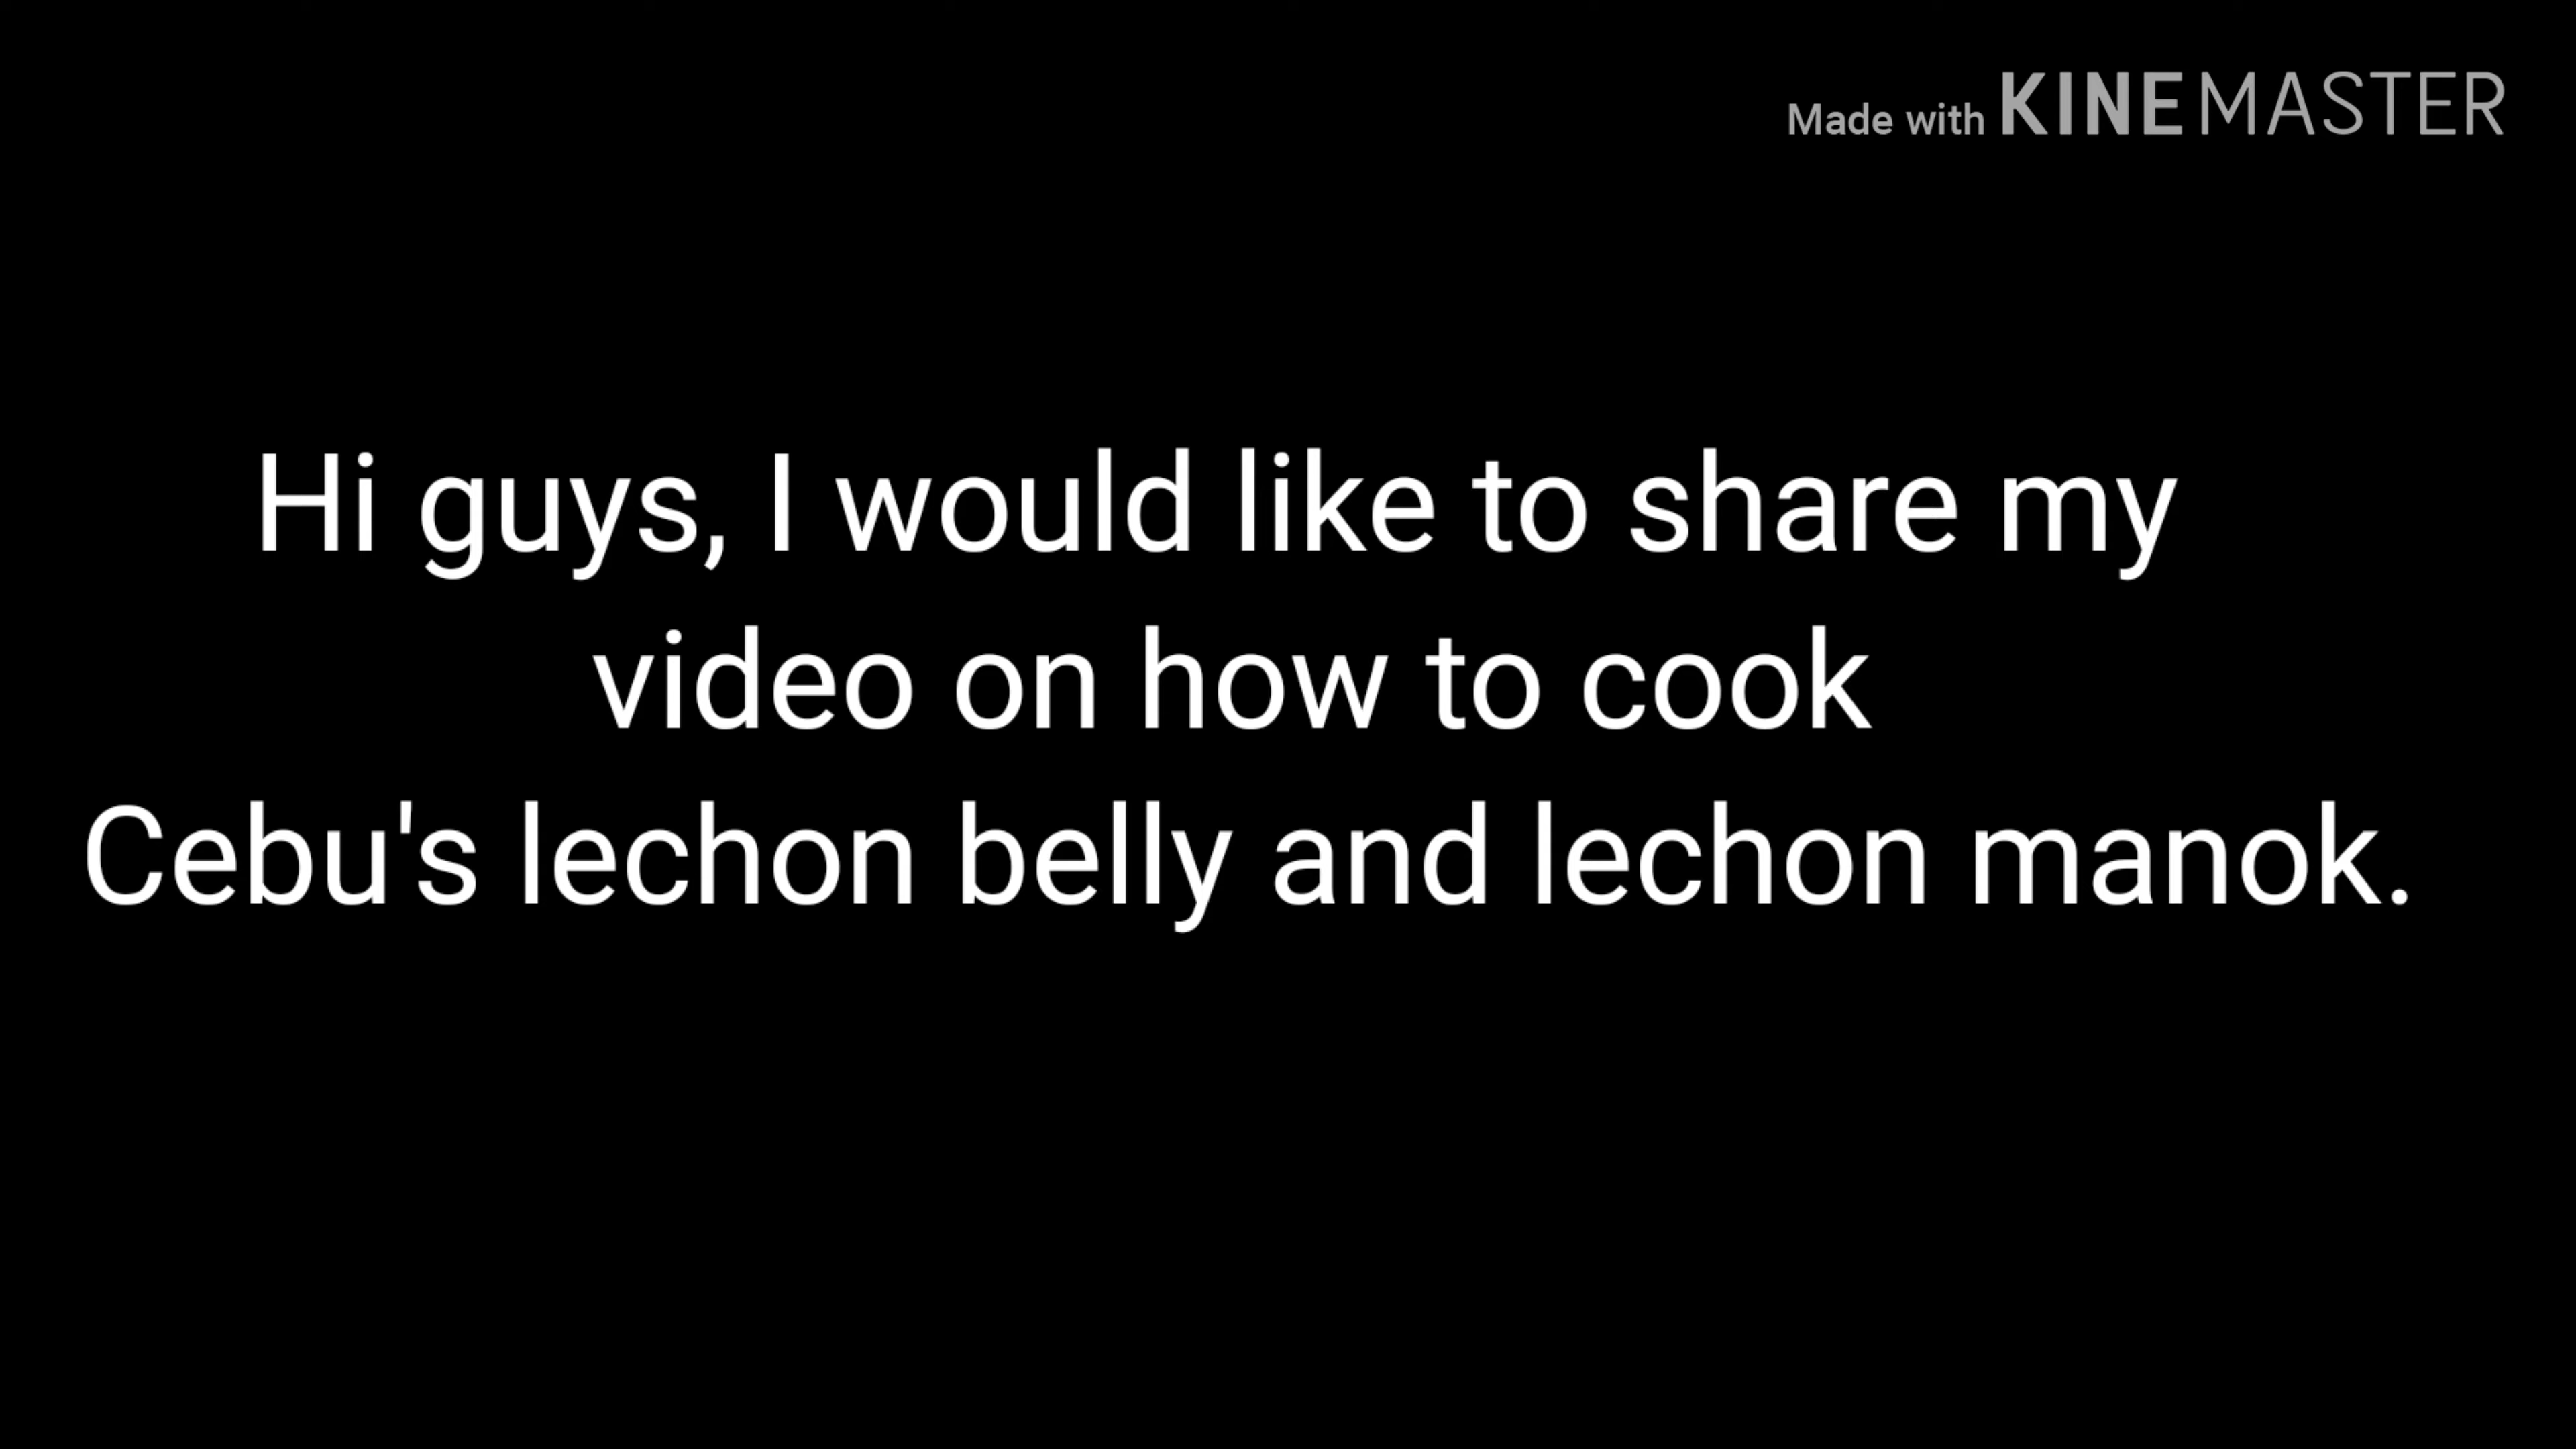 Made with KINEMASTER
Hi guys, I would like to share my
video on how to cook
Cebu's lechon belly and lechon manok.